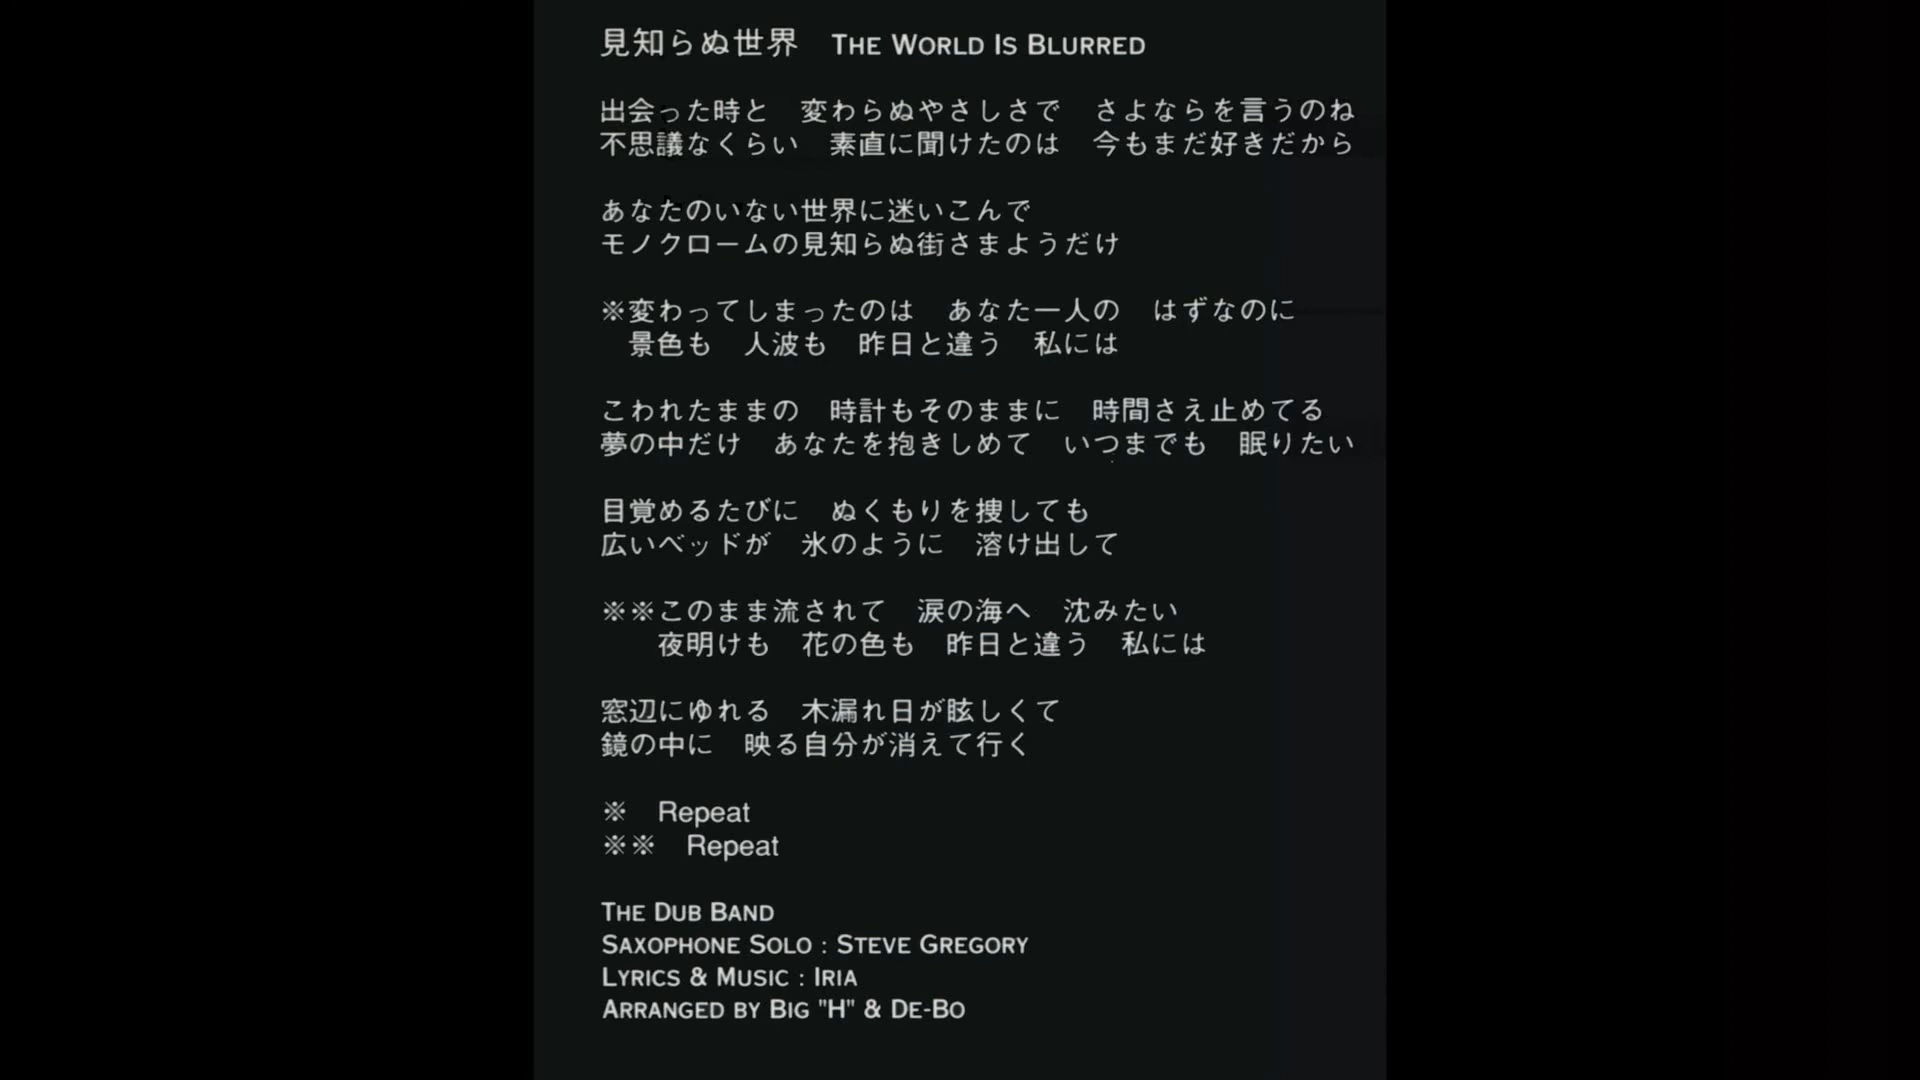 見知らぬ世界　THE WORLD IS BLURRED
出会った時と　変わらぬやさしさで　さよならを言うのね
不思議なくらい　素直に聞けたのは　今もまだ好きだから
あなたのいない世界に迷いこんで
モノクロームの見知らぬ街さまようだけ
※変わってしまったのは　あなた一人の　はずなのに
景色も　人波も　昨日と違う　私には
こわれたままの　時計もそのままに　時間さえ止めてる
夢の中だけ　あなたを抱きしめて　いつまでも　眠りたい
目覚めるたびに　ぬくもりを捜しても
広いベッドが　氷のように　溶け出して
※※このまま流されて　涙の海へ　沈みたい
夜明けも　花の色も　昨日と違う　私には
窓辺にゆれる　木漏れ日が眩しくて
鏡の中に　映る自分が消えて行く
※　Repeat
※※　Repeat
THE DUB BAND
SAXOPHONE SOLO : STEVE GREGORY
LYRICS & MUSIC : IRIA
ARRANGED BY BIG "H" & DE-BO